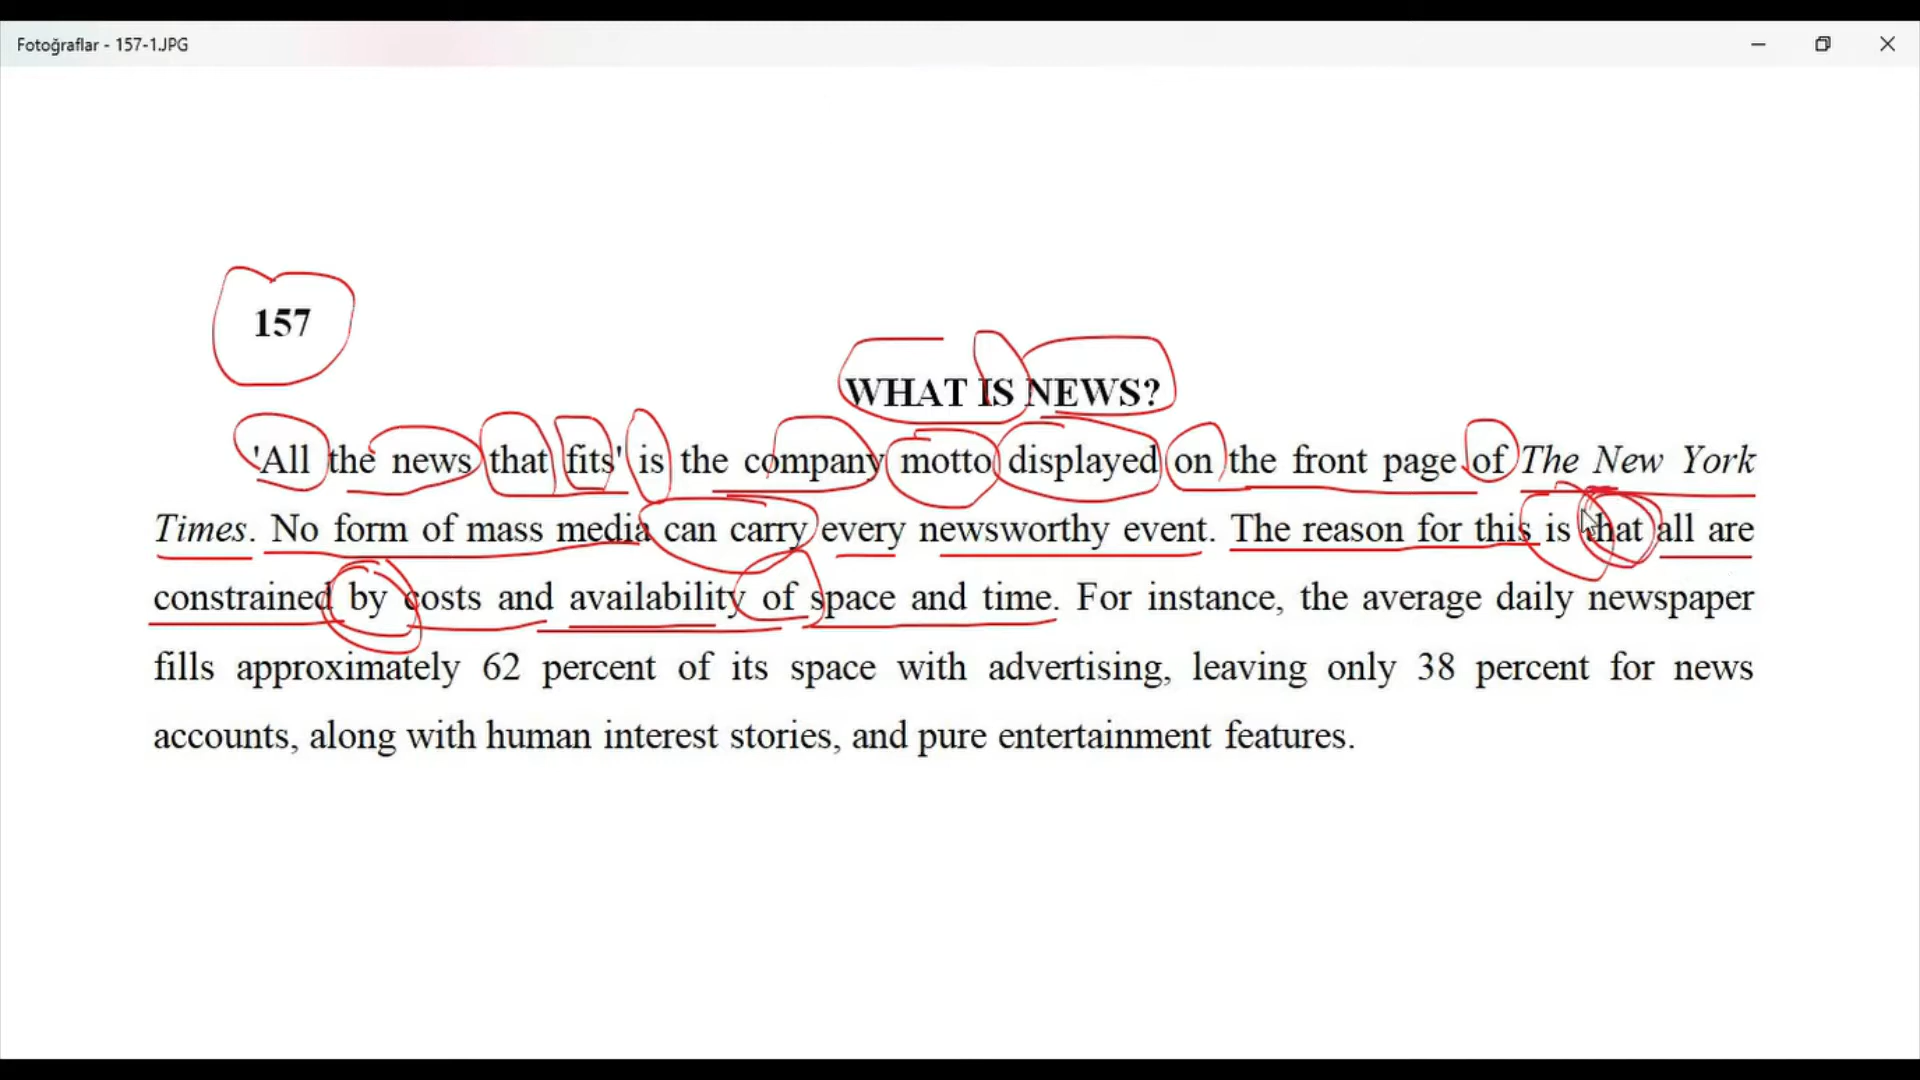 Fotoğraflar - 157-1.JPG
157
WHAT IS NEWS?
'All the news that fits' is the company motto displayed on the front page of The New York
Times. No form of mass media can carry every newsworthy event. The reason for this is that all are
constrained by costs and availability of space and time. For instance, the average daily newspaper
fills approximately 62 percent of its space with advertising, leaving only 38 percent for news
accounts, along with human interest stories, and pure entertainment features.